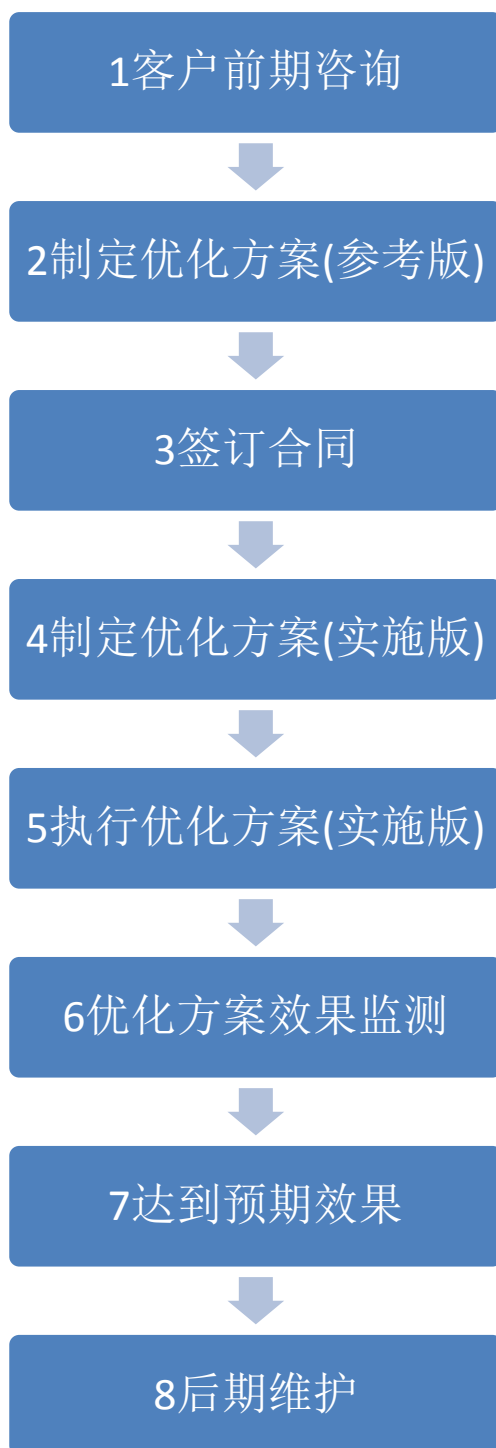 1客户前期咨询
2制定优化方案(参考版)
3签订合同
4制定优化方案(实施版)
5执行优化方案(实施版)
6优化方案效果监测
7达到预期效果
8后期维护